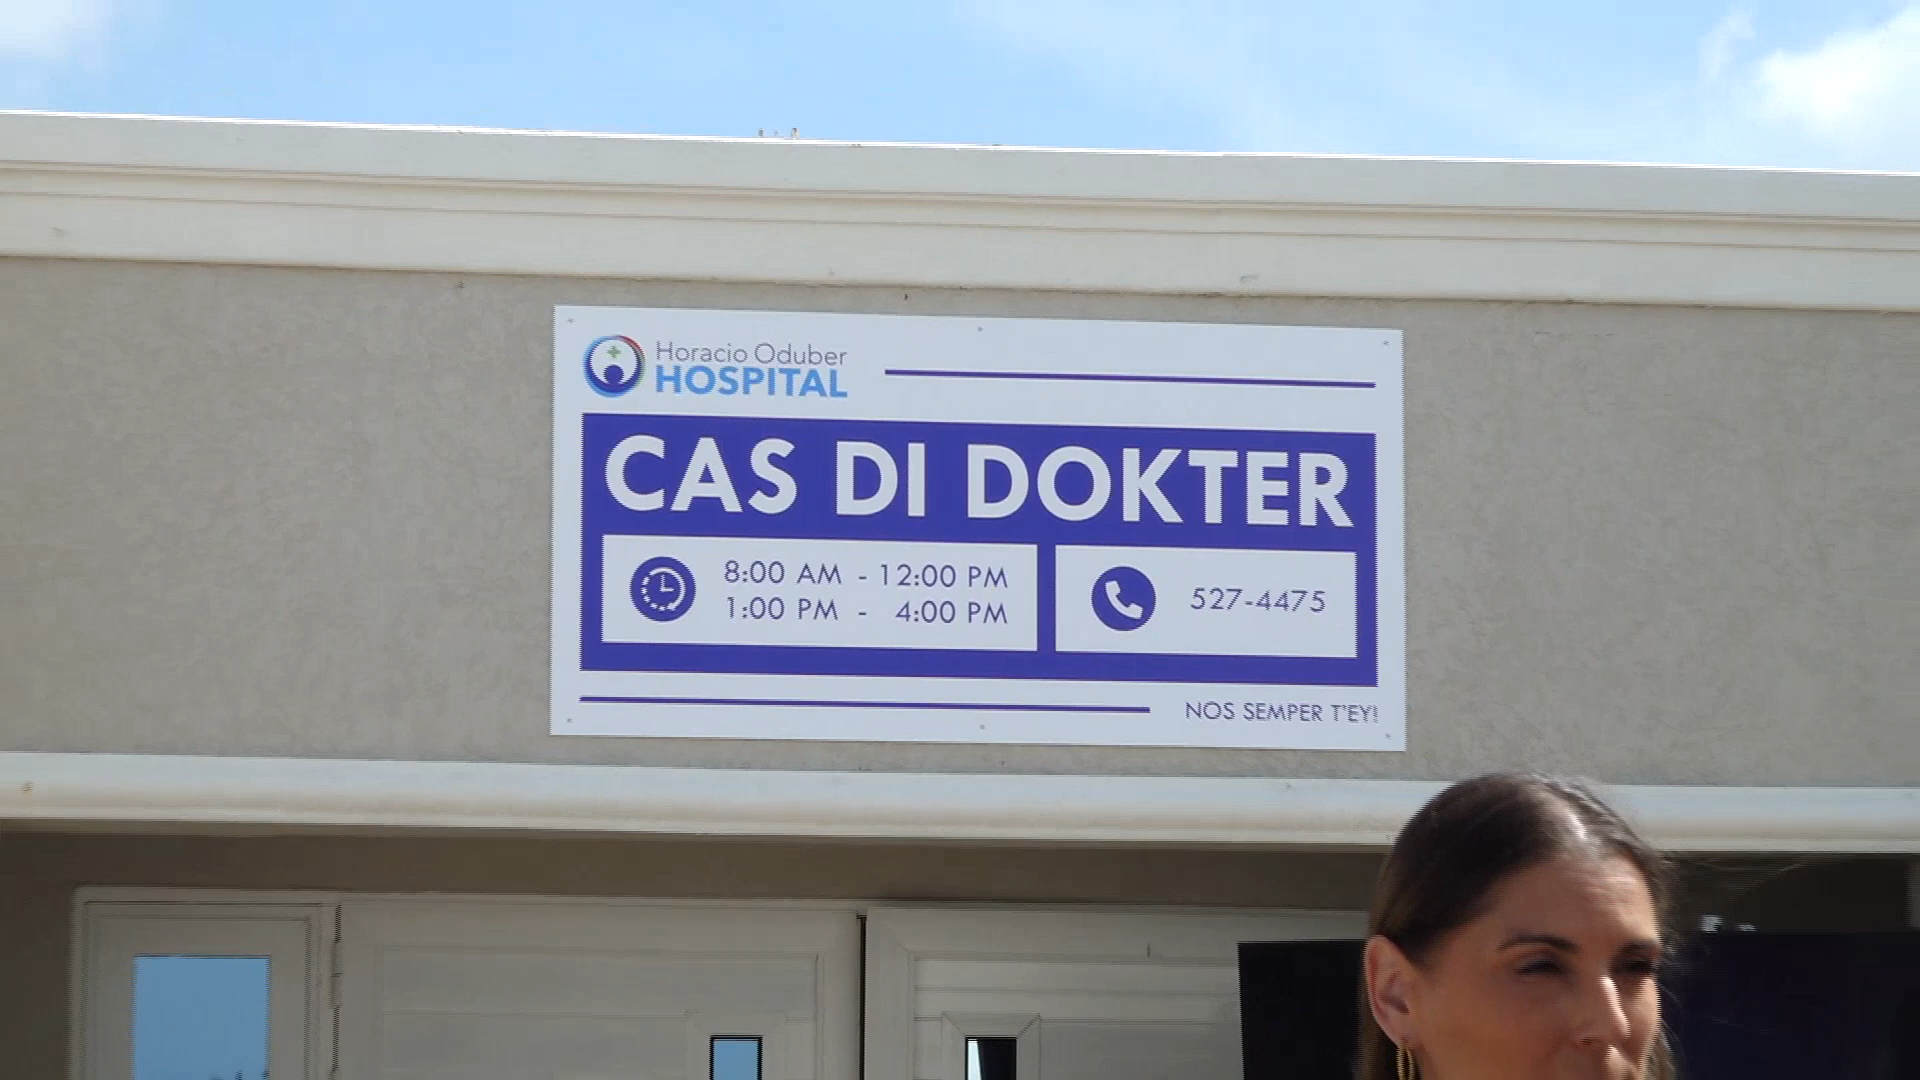 Horacio Oduber
HOSPITAL
CAS DI DOKTER
8:00 AM - 12:00 PM
1:00 PM - 4:00 PM
527-4475
NOS SEMPER T'EY!